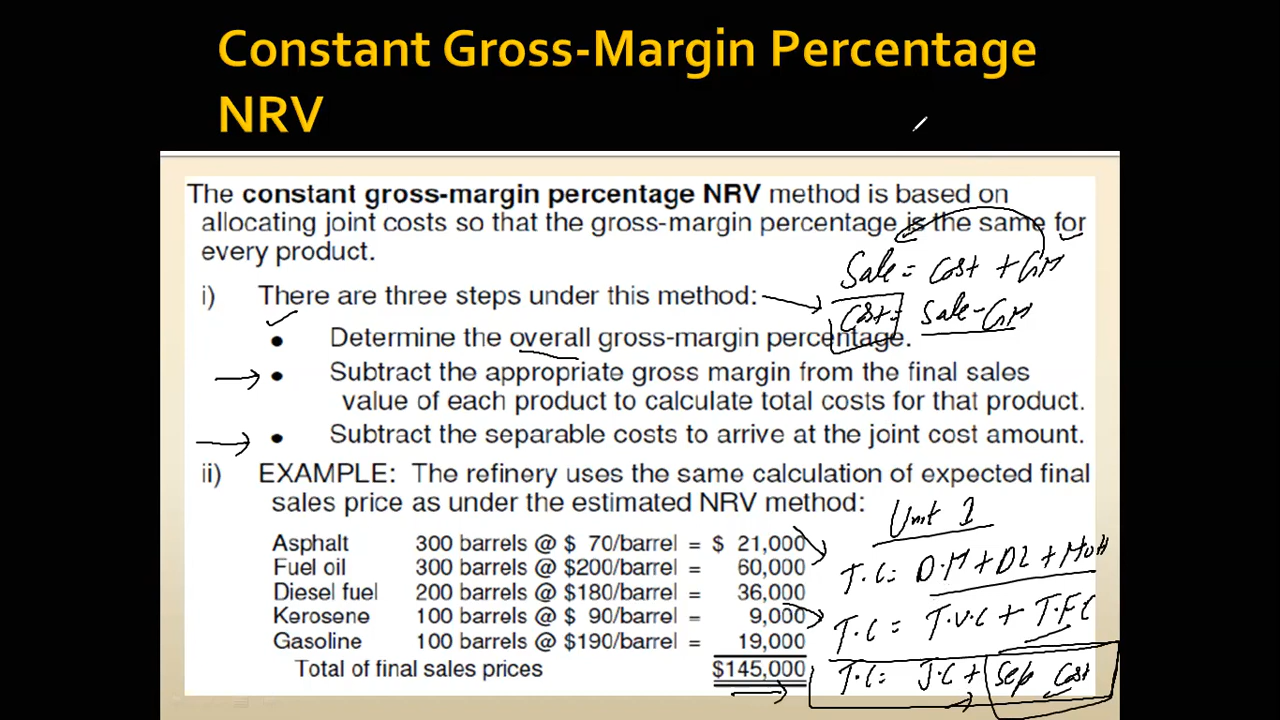 Constant Gross-Margin Percentage
NRV
The constant gross-margin percentage NRV method is based on
allocating joint costs so that the gross-margin percentage is the same for
every product.
Sale = Cost + GM
i) There are three steps under this method:
Cost = Sale - GM
• Determine the overall gross-margin percentage.
• Subtract the appropriate gross margin from the final sales
value of each product to calculate total costs for that product.
• Subtract the separable costs to arrive at the joint cost amount.
ii) EXAMPLE: The refinery uses the same calculation of expected final
sales price as under the estimated NRV method:
Unit 1
Asphalt 300 barrels @ $ 70/barrel = $ 21,000
Fuel oil 300 barrels @ $200/barrel = 60,000
T.C = D.M + DL + MOH
Diesel fuel 200 barrels @ $180/barrel = 36,000
Kerosene 100 barrels @ $ 90/barrel = 9,000
T.C = T.V.C + T.F.C
Gasoline 100 barrels @ $190/barrel = 19,000
Total of final sales prices $145,000
T.C = J.C + Sep Cost